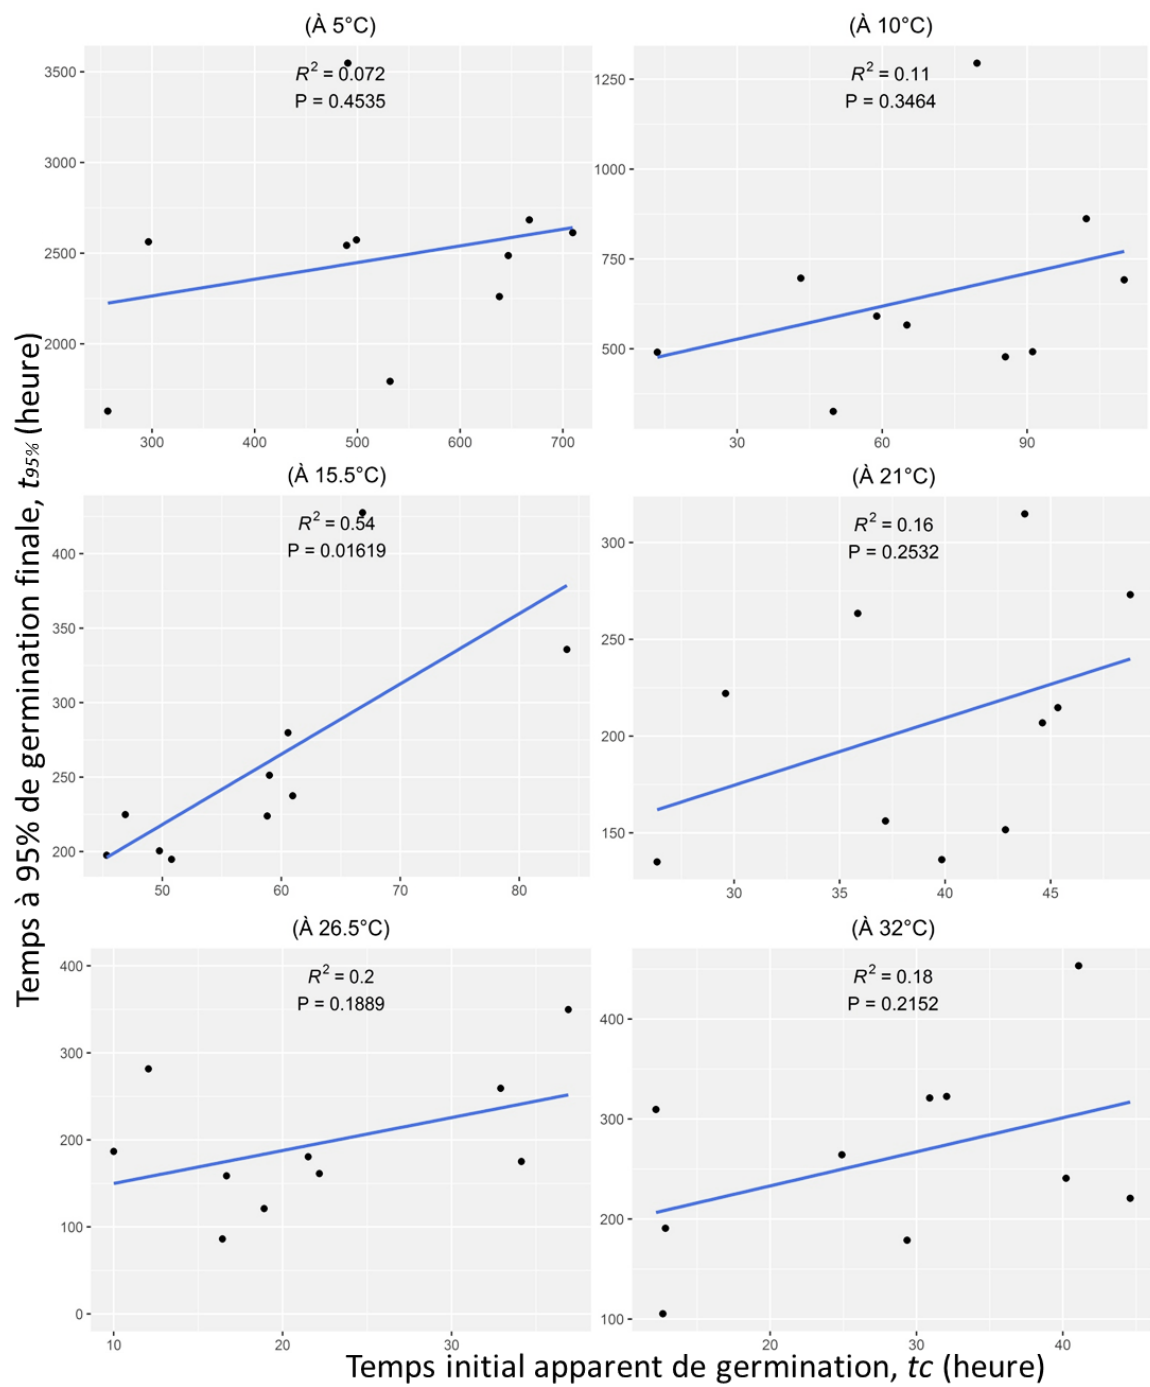 (À 5°C)
R² = 0.072
P = 0.4535
3500
3000
2500
2000
300 400 500 600 700
(À 10°C)
R² = 0.11
P = 0.3464
1250
1000
750
500
30 60 90
Temps à 95% de germination finale, t95% (heure)
(À 15.5°C)
R² = 0.54
P = 0.01619
400
350
300
250
200
50 60 70 80
(À 21°C)
R² = 0.16
P = 0.2532
300
250
200
150
30 35 40 45
(À 26.5°C)
R² = 0.2
P = 0.1889
400
300
200
100
0
10 20 30
(À 32°C)
R² = 0.18
P = 0.2152
400
300
200
100
20 30 40
Temps initial apparent de germination, tc (heure)